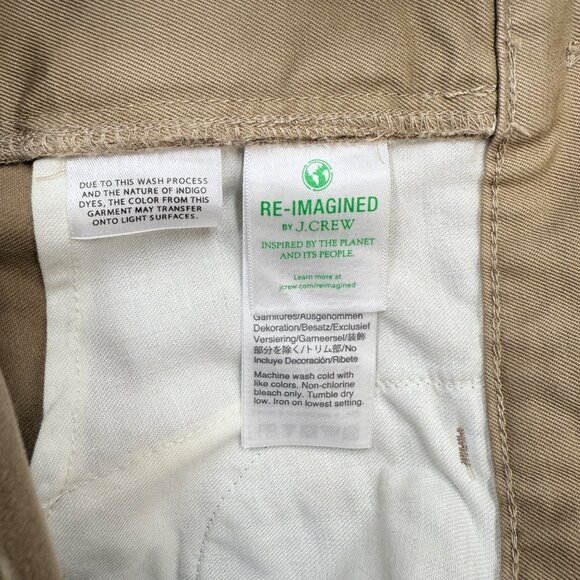 DUE TO THIS WASH PROCESS
AND THE NATURE OF INDIGO
DYES, THE COLOR FROM THIS
GARMENT MAY TRANSFER
ONTO LIGHT SURFACES.
RE-IMAGINED
BY J.CREW
INSPIRED BY THE PLANET
AND ITS PEOPLE.
Learn more at
jcrew.com/reimagined
Garnitures/Ausgenommen
Dekoration/Besatz/Exclusief
Versiering/Garneersel/装飾
部分を除く/トリム部/No
Incluye Decoración/Ribete
Machine wash cold with
like colors. Non-chlorine
bleach only. Tumble dry
low. Iron on lowest setting.